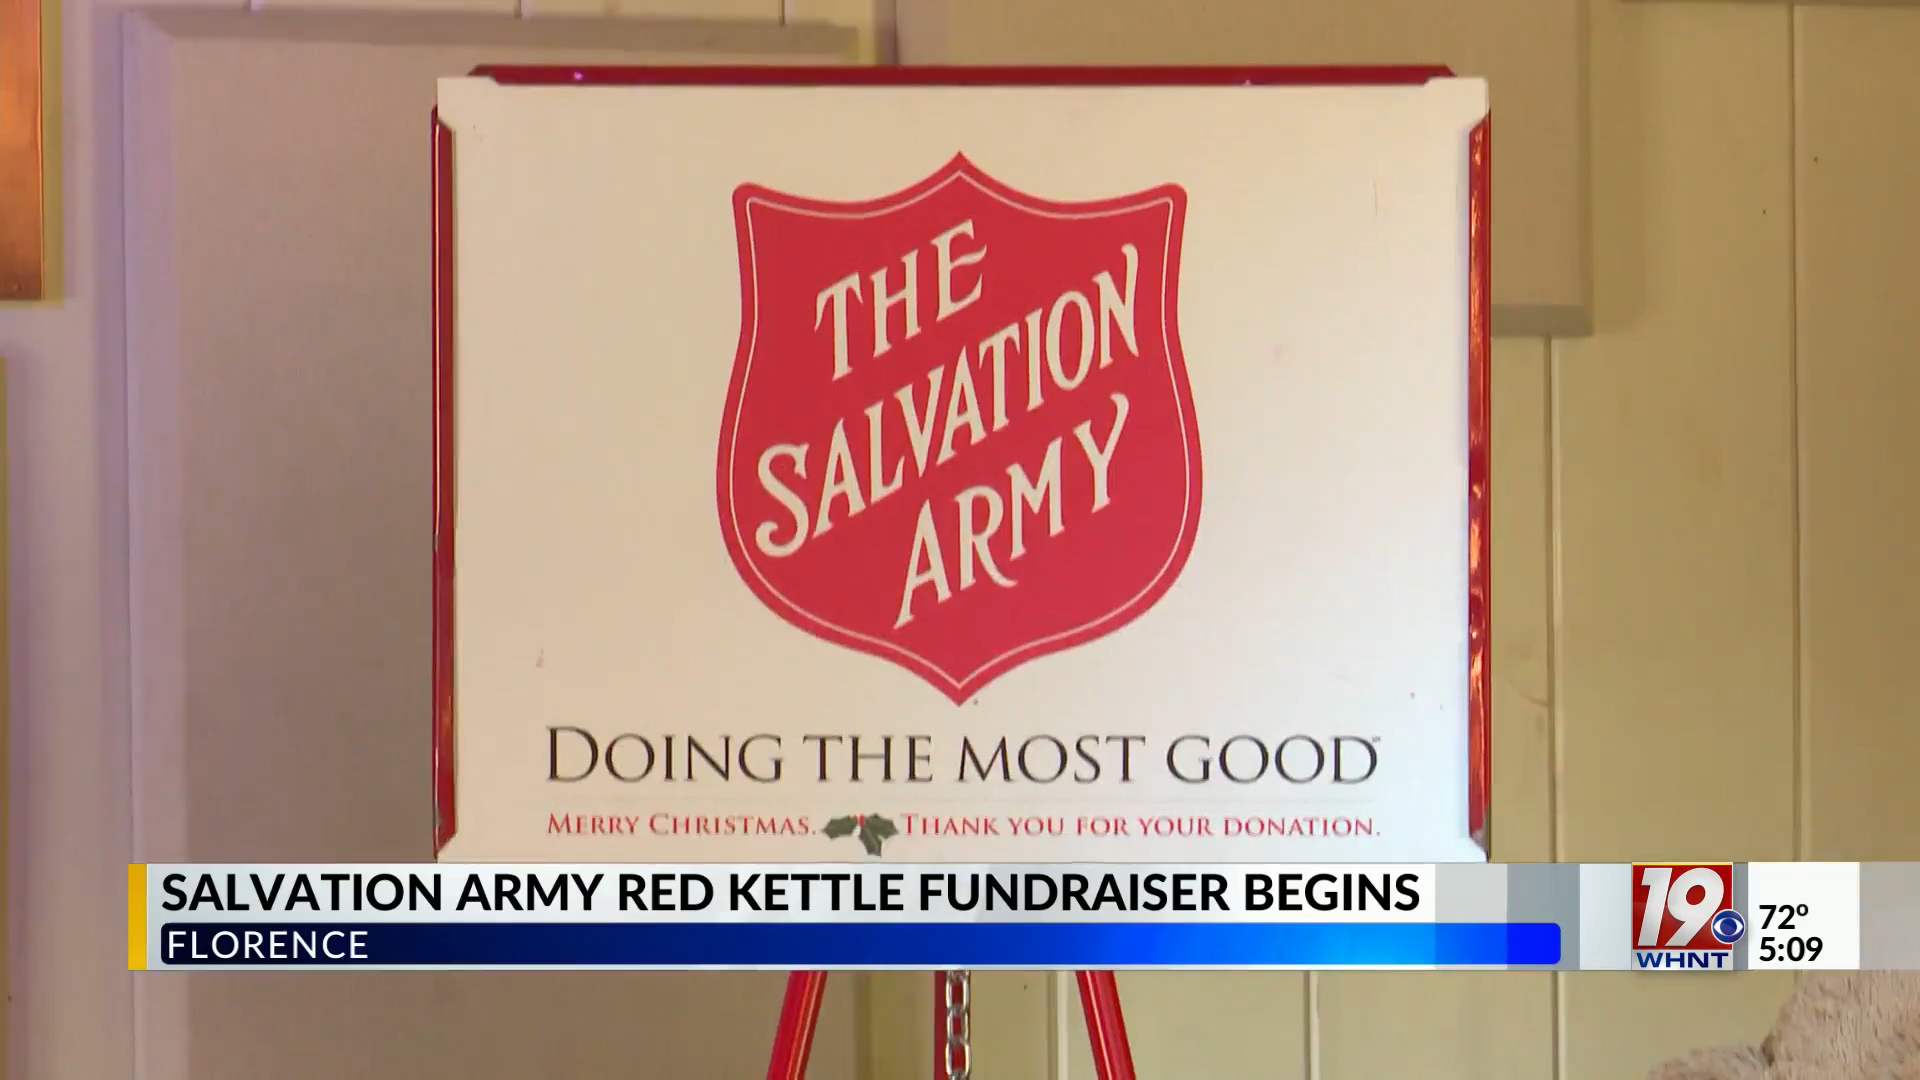 THE
SALVATION
ARMY
DOING THE MOST GOOD
MERRY CHRISTMAS. THANK YOU FOR YOUR DONATION.
SALVATION ARMY RED KETTLE FUNDRAISER BEGINS
FLORENCE
19
WHNT
72°
5:09